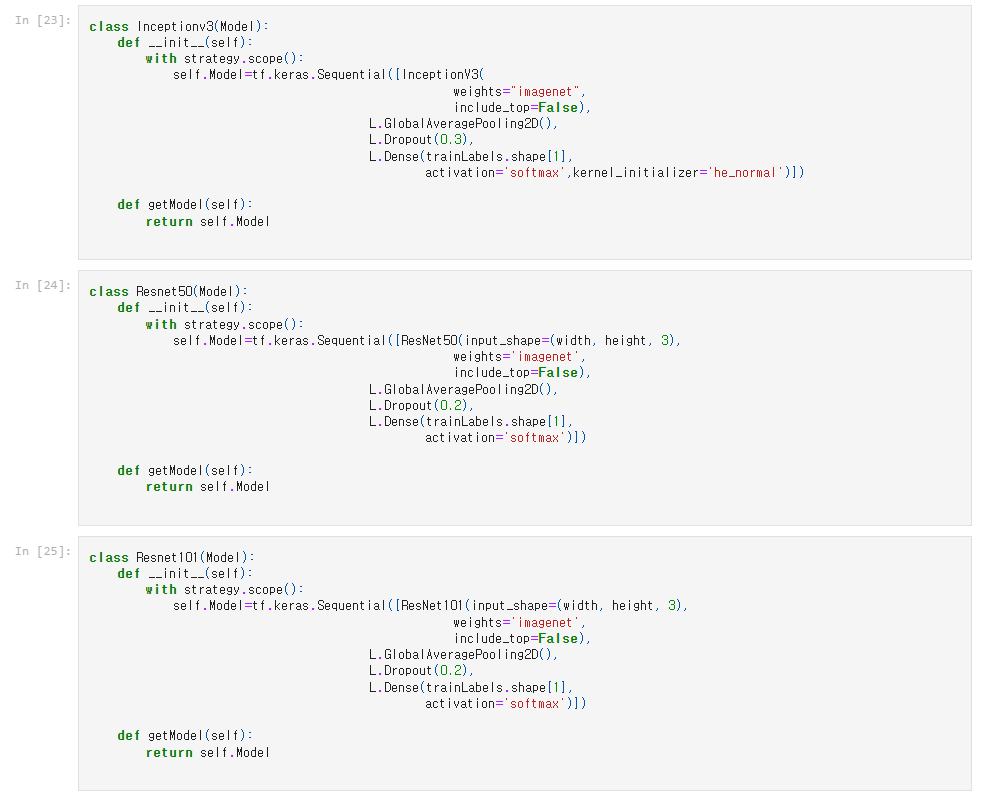 In [23]:
class Inceptionv3(Model):
    def __init__(self):
        with strategy.scope():
            self.Model=tf.keras.Sequential([InceptionV3(
                                                    weights="imagenet",
                                                    include_top=False),
                                        L.GlobalAveragePooling2D(),
                                        L.Dropout(0.3),
                                        L.Dense(trainLabels.shape[1],
                                                activation='softmax',kernel_initializer='he_normal')])
    def getModel(self):
        return self.Model
In [24]:
class Resnet50(Model):
    def __init__(self):
        with strategy.scope():
            self.Model=tf.keras.Sequential([ResNet50(input_shape=(width, height, 3),
                                                    weights='imagenet',
                                                    include_top=False),
                                        L.GlobalAveragePooling2D(),
                                        L.Dropout(0.2),
                                        L.Dense(trainLabels.shape[1],
                                                activation='softmax')])
    def getModel(self):
        return self.Model
In [25]:
class Resnet101(Model):
    def __init__(self):
        with strategy.scope():
            self.Model=tf.keras.Sequential([ResNet101(input_shape=(width, height, 3),
                                                    weights='imagenet',
                                                    include_top=False),
                                        L.GlobalAveragePooling2D(),
                                        L.Dropout(0.2),
                                        L.Dense(trainLabels.shape[1],
                                                activation='softmax')])
    def getModel(self):
        return self.Model